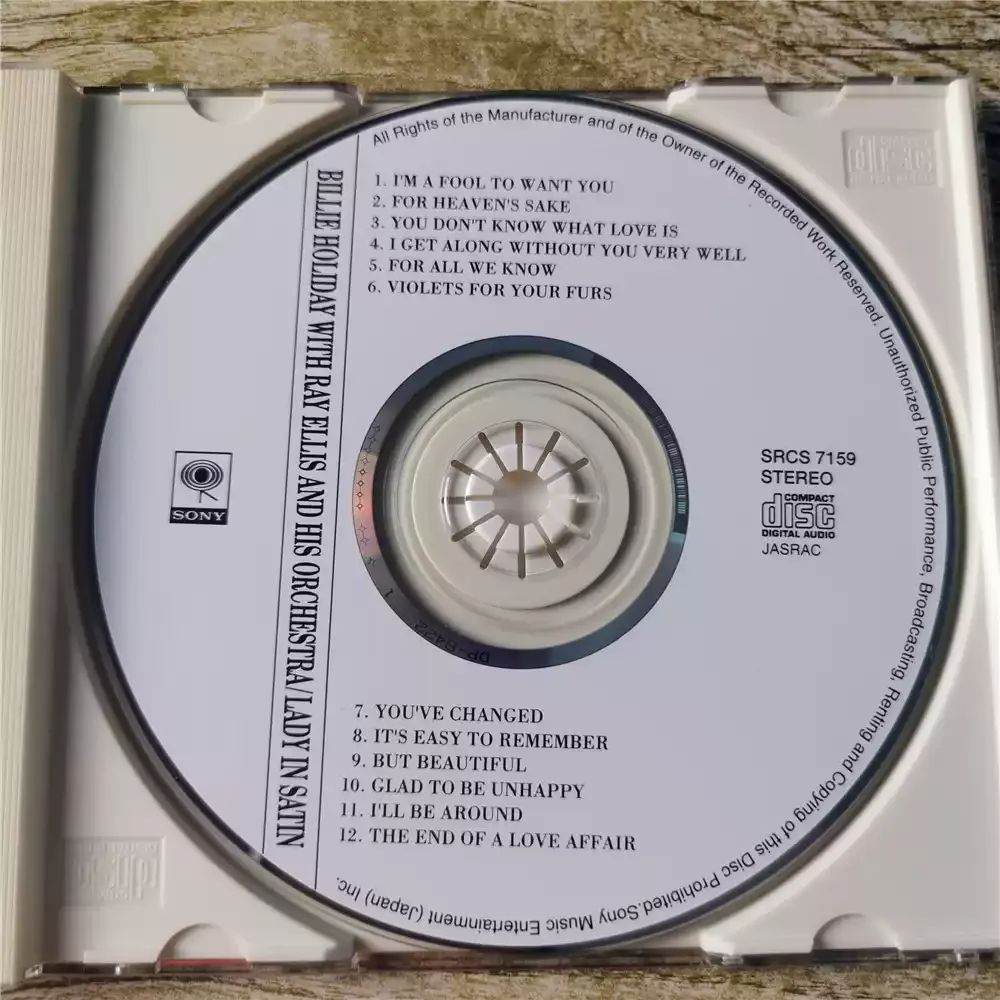 All Rights of the Manufacturer and of the Owner of the Recorded Work Reserved. Unauthorized Public Performance, Broadcasting, Renting and Copying of this Disc Prohibited. Sony Music Entertainment (Japan) Inc.
BILLIE HOLIDAY WITH RAY ELLIS AND HIS ORCHESTRA/LADY IN SATIN
1. I'M A FOOL TO WANT YOU
2. FOR HEAVEN'S SAKE
3. YOU DON'T KNOW WHAT LOVE IS
4. I GET ALONG WITHOUT YOU VERY WELL
5. FOR ALL WE KNOW
6. VIOLETS FOR YOUR FURS
SONY
SRCS 7159
STEREO
COMPACT
disc
DIGITAL AUDIO
JASRAC
7. YOU'VE CHANGED
8. IT'S EASY TO REMEMBER
9. BUT BEAUTIFUL
10. GLAD TO BE UNHAPPY
11. I'LL BE AROUND
12. THE END OF A LOVE AFFAIR
disc
disc